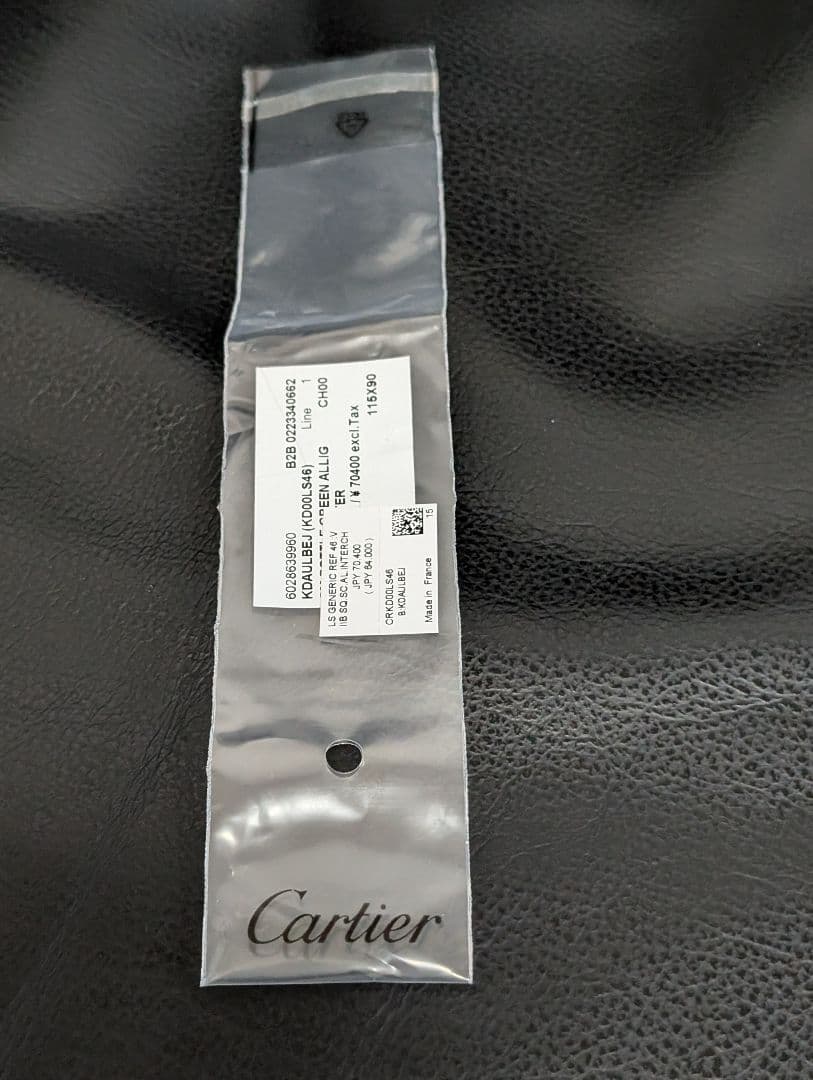 6028639960 B2B 0223340662
KDAULBEJ (KD00LS46) Line 1
GREEN ALLIG CH00
/ ¥ 70400 excl.Tax
115X90
LS GENERIC REF.46 .V
IIB SQ.SC.AL.INTERCH
JPY 70,400
( JPY 64,000 )
CRKD00LS46
B:KDAULBEJ
Made in France 15
Cartier